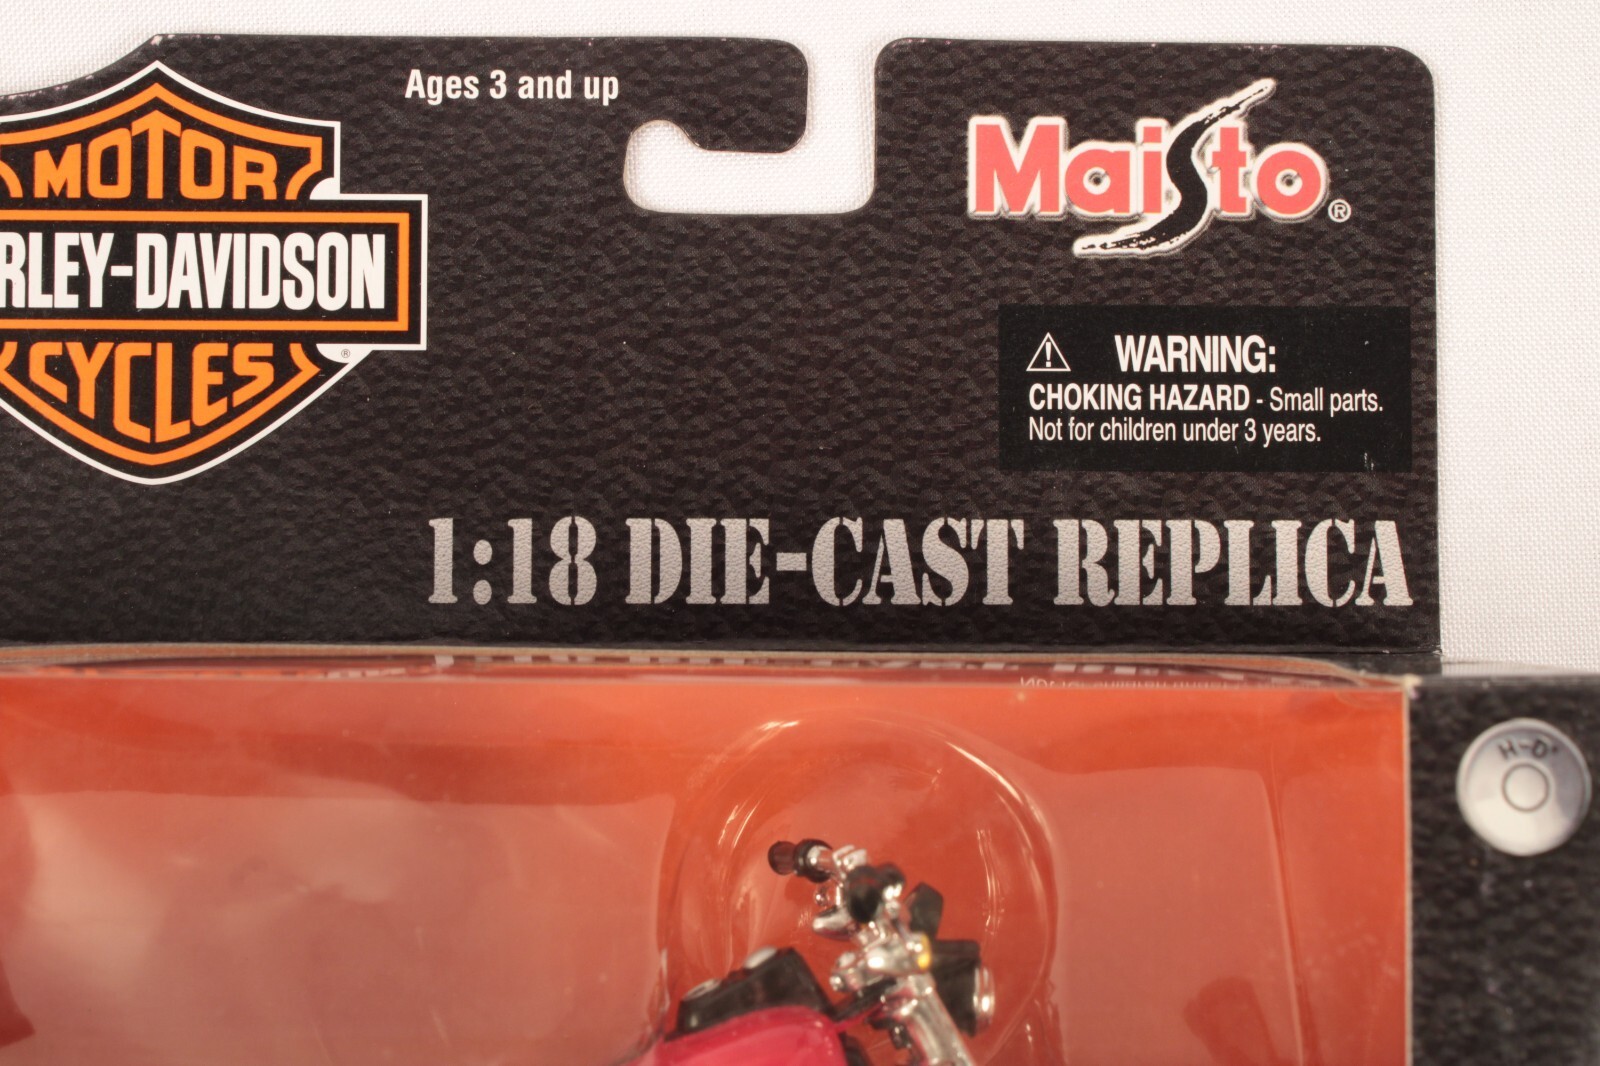 Ages 3 and up
MOTOR
RLEY-DAVIDSON
CYCLES
®
Maisto®
WARNING:
CHOKING HAZARD - Small parts.
Not for children under 3 years.
1:18 DIE-CAST REPLICA
H-D®